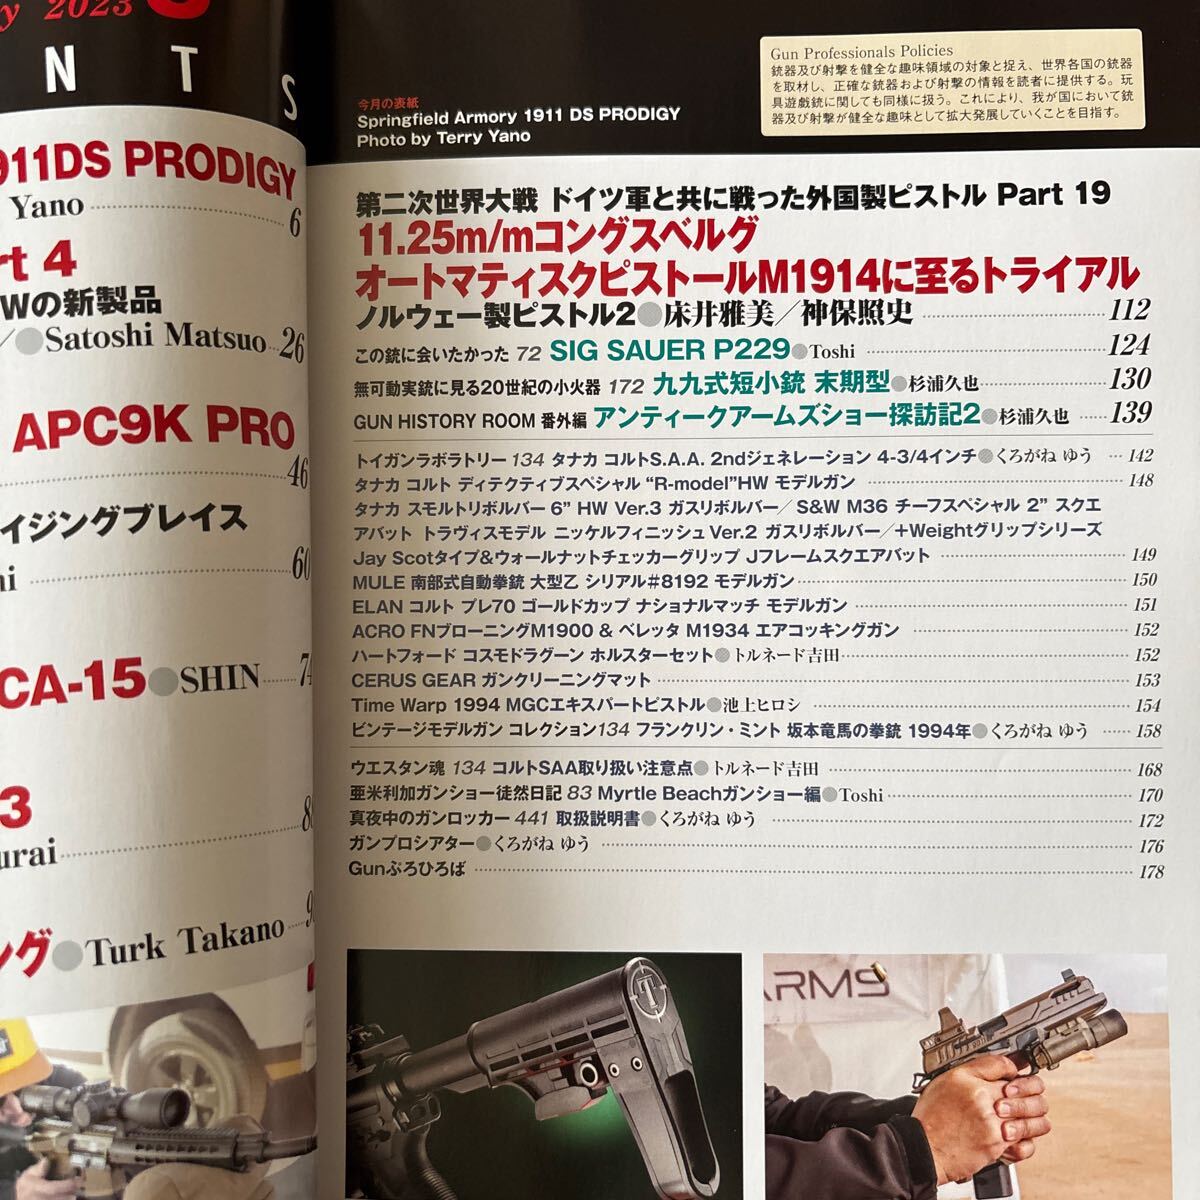 2023
N T S
911DS PRODIGY
Yano 6
rt 4
Wの新製品
Satoshi Matsuo 26
APC9K PRO
46
イジングブレイス
60
CA-15●SHIN 74
3
urai
ング●Turk Takano
今月の表紙
Springfield Armory 1911 DS PRODIGY
Photo by Terry Yano
Gun Professionals Policies
銃器及び射撃を健全な趣味領域の対象と捉え、世界各国の銃器
を取材し、正確な銃器および射撃の情報を読者に提供する。玩
具遊戯銃に関しても同様に扱う。これにより、我が国において銃
器及び射撃が健全な趣味として拡大発展していくことを目指す。
第二次世界大戦 ドイツ軍と共に戦った外国製ピストル Part 19
11.25m/mコングスベルグ
オートマティスクピストールM1914に至るトライアル
ノルウェー製ピストル2●床井雅美／神保照史 112
この銃に会いたかった 72 SIG SAUER P229●Toshi 124
無可動実銃に見る20世紀の小火器 172 九九式短小銃 末期型●杉浦久也 130
GUN HISTORY ROOM 番外編 アンティークアームズショー探訪記2●杉浦久也 139
トイガンラボラトリー 134 タナカ コルトS.A.A. 2ndジェネレーション 4-3/4インチ●くろがね ゆう 142
タナカ コルト ディテクティブスペシャル “R-model”HW モデルガン 148
タナカ スモルトリボルバー 6” HW Ver.3 ガスリボルバー／S&W M36 チーフスペシャル 2” スクエ
アバット トラヴィスモデル ニッケルフィニッシュVer.2 ガスリボルバー／+Weightグリップシリーズ
Jay Scotタイプ&ウォールナットチェッカーグリップ Jフレームスクエアバット 149
MULE 南部式自動拳銃 大型乙 シリアル#8192 モデルガン 150
ELAN コルト プレ70 ゴールドカップ ナショナルマッチ モデルガン 151
ACRO FNブローニングM1900 & ベレッタ M1934 エアコッキングガン 152
ハートフォード コスモドラグーン ホルスターセット●トルネード吉田 152
CERUS GEAR ガンクリーニングマット 153
Time Warp 1994 MGCエキスパートピストル●池上ヒロシ 154
ビンテージモデルガン コレクション134 フランクリン・ミント 坂本竜馬の拳銃 1994年●くろがね ゆう 158
ウエスタン魂 134 コルトSAA取り扱い注意点●トルネード吉田 168
亜米利加ガンショー徒然日記 83 Myrtle Beachガンショー編●Toshi 170
真夜中のガンロッカー 441 取扱説明書●くろがね ゆう 172
ガンプロシアター●くろがね ゆう 176
Gunぷろひろば 178
T
ARMS